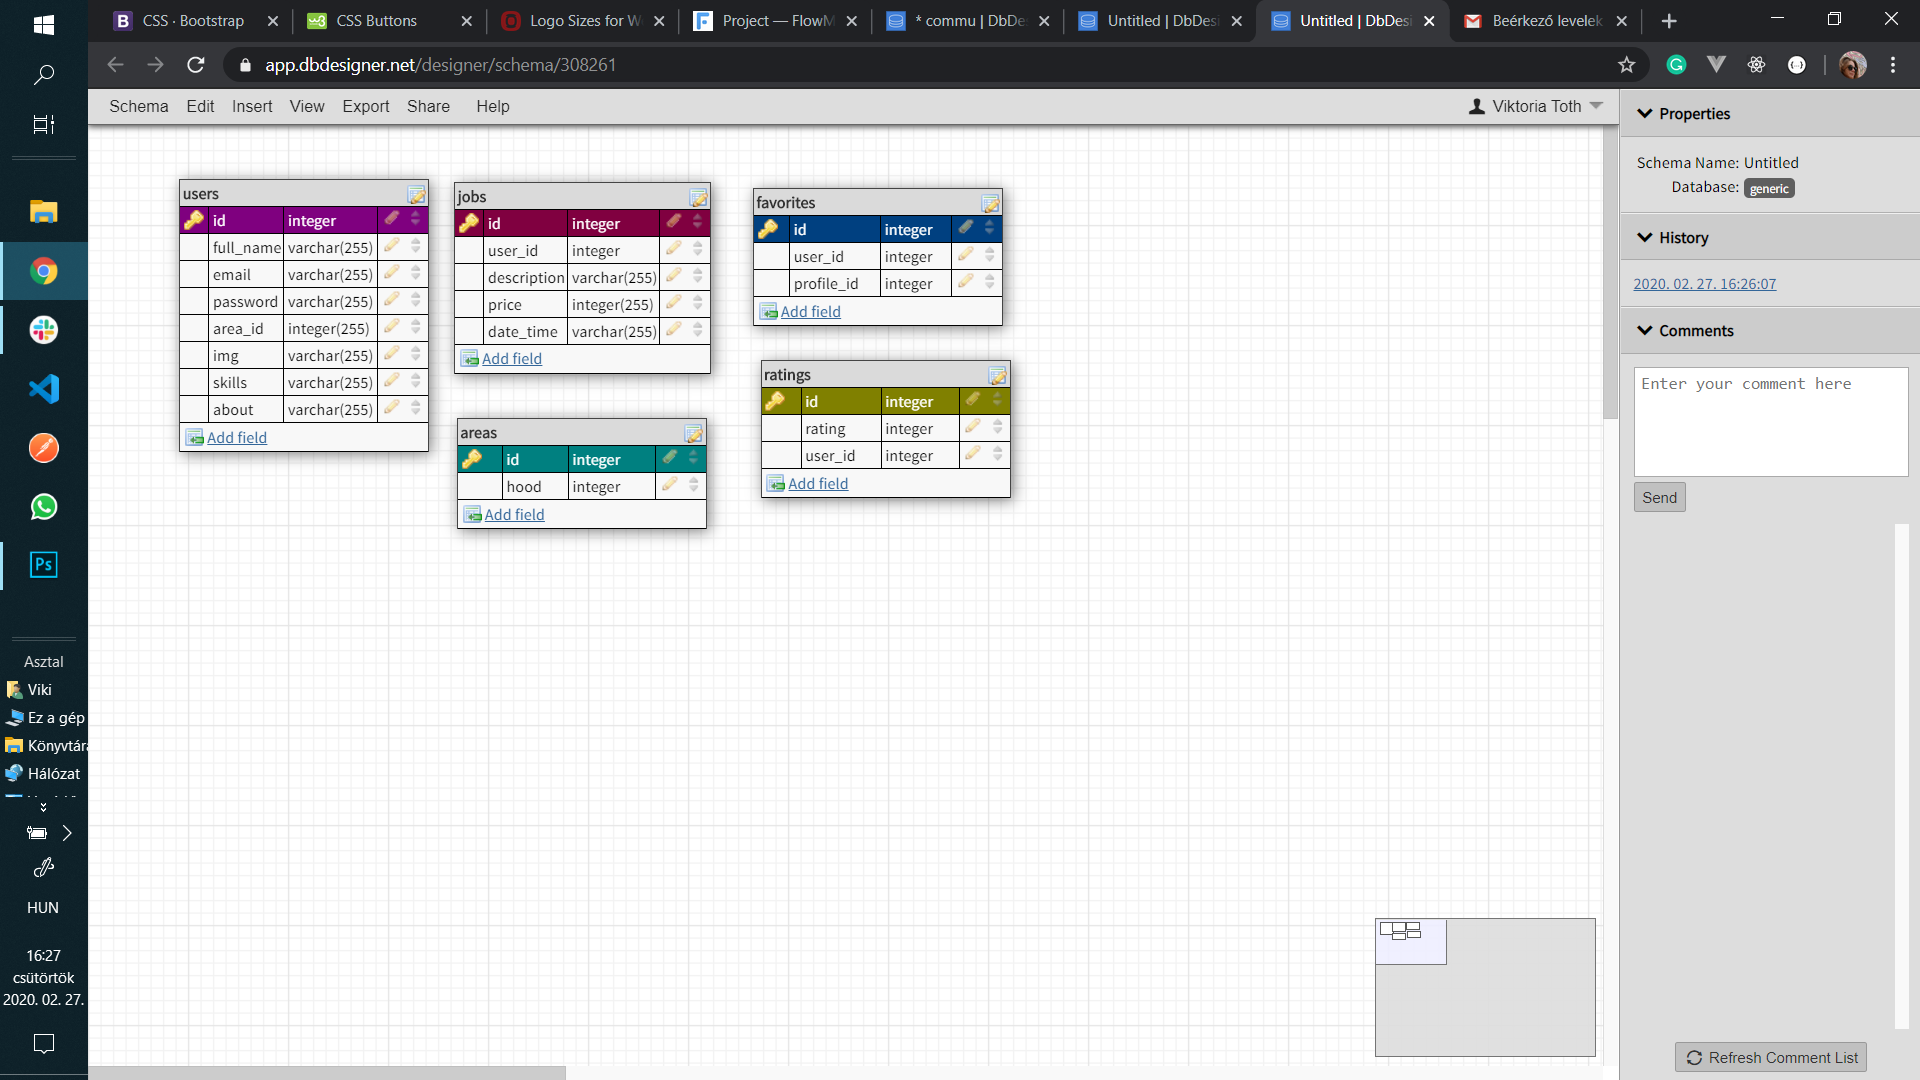 CSS · Bootstrap
CSS Buttons
Logo Sizes for W
Project — FlowM
* commu | DbDe
Untitled | DbDesi
Untitled | DbDesi
Beérkező levelek
app.dbdesigner.net/designer/schema/308261
Schema Edit Insert View Export Share Help
Viktoria Toth
users
id integer
full_name varchar(255)
email varchar(255)
password varchar(255)
area_id integer(255)
img varchar(255)
skills varchar(255)
about varchar(255)
Add field
jobs
id integer
user_id integer
description varchar(255)
price integer(255)
date_time varchar(255)
Add field
areas
id integer
hood integer
Add field
favorites
id integer
user_id integer
profile_id integer
Add field
ratings
id integer
rating integer
user_id integer
Add field
Properties
Schema Name: Untitled
Database: generic
History
2020. 02. 27. 16:26:07
Comments
Enter your comment here
Send
Refresh Comment List
Ps
Asztal
Viki
Ez a gép
Könyvtára
Hálózat
HUN
16:27
csütörtök
2020. 02. 27.